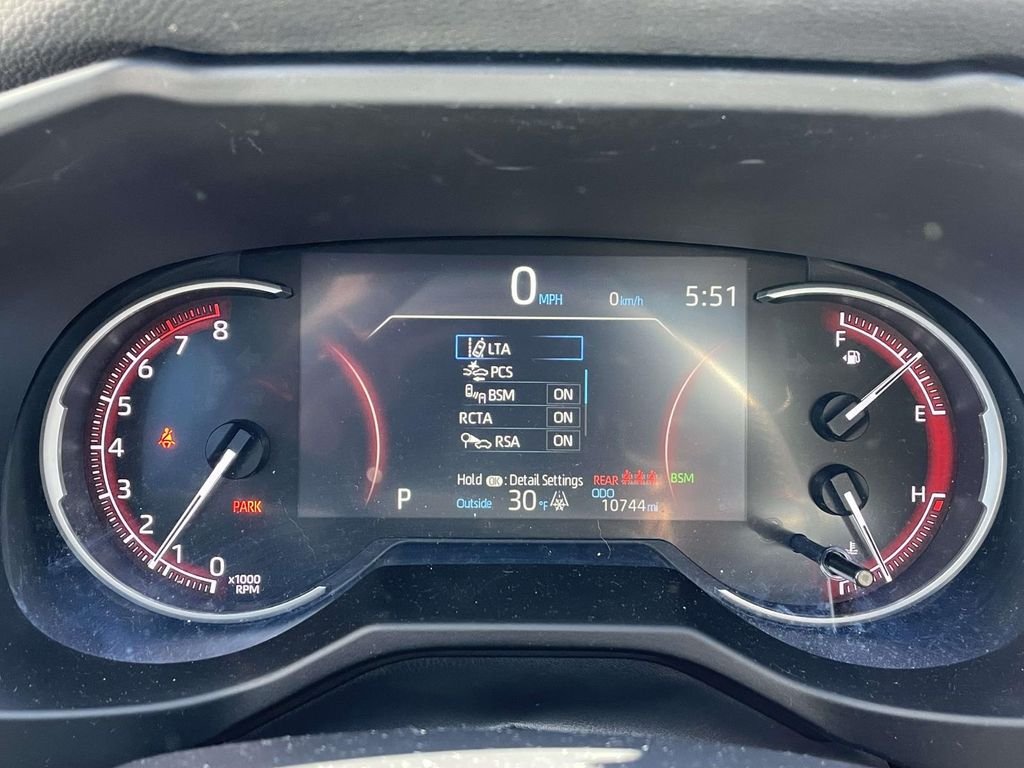 0 MPH 0 km/h 5:51
LTA
PCS
BSM ON
RCTA ON
RSA ON
Hold OK : Detail Settings REAR BSM
P Outside 30 °F ODO 10744 mi
8
7
6
5
4
3
2
1
0
x1000
RPM
PARK
F
E
H